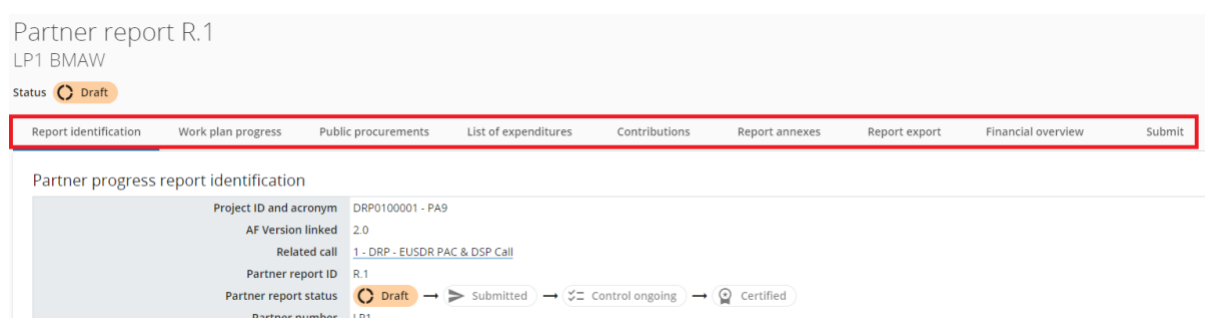 Partner report R.1
LP1 BMAW
Status Draft
Report identification Work plan progress Public procurements List of expenditures Contributions Report annexes Report export Financial overview Submit
Partner progress report identification
Project ID and acronym DRP0100001 - PA9
AF Version linked 2.0
Related call 1 - DRP - EUSDR PAC & DSP Call
Partner report ID R.1
Partner report status Draft → Submitted → Control ongoing → Certified
Partner number LP1